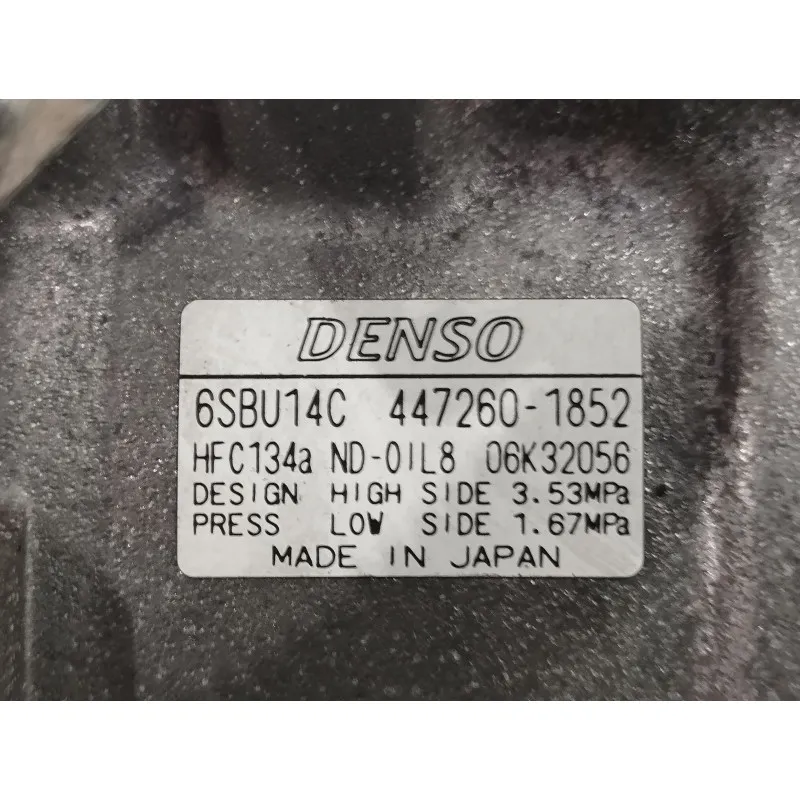 DENSO
6SBU14C 447260-1852
HFC134a ND-OIL8 06K32056
DESIGN HIGH SIDE 3.53MPa
PRESS LOW SIDE 1.67MPa
MADE IN JAPAN